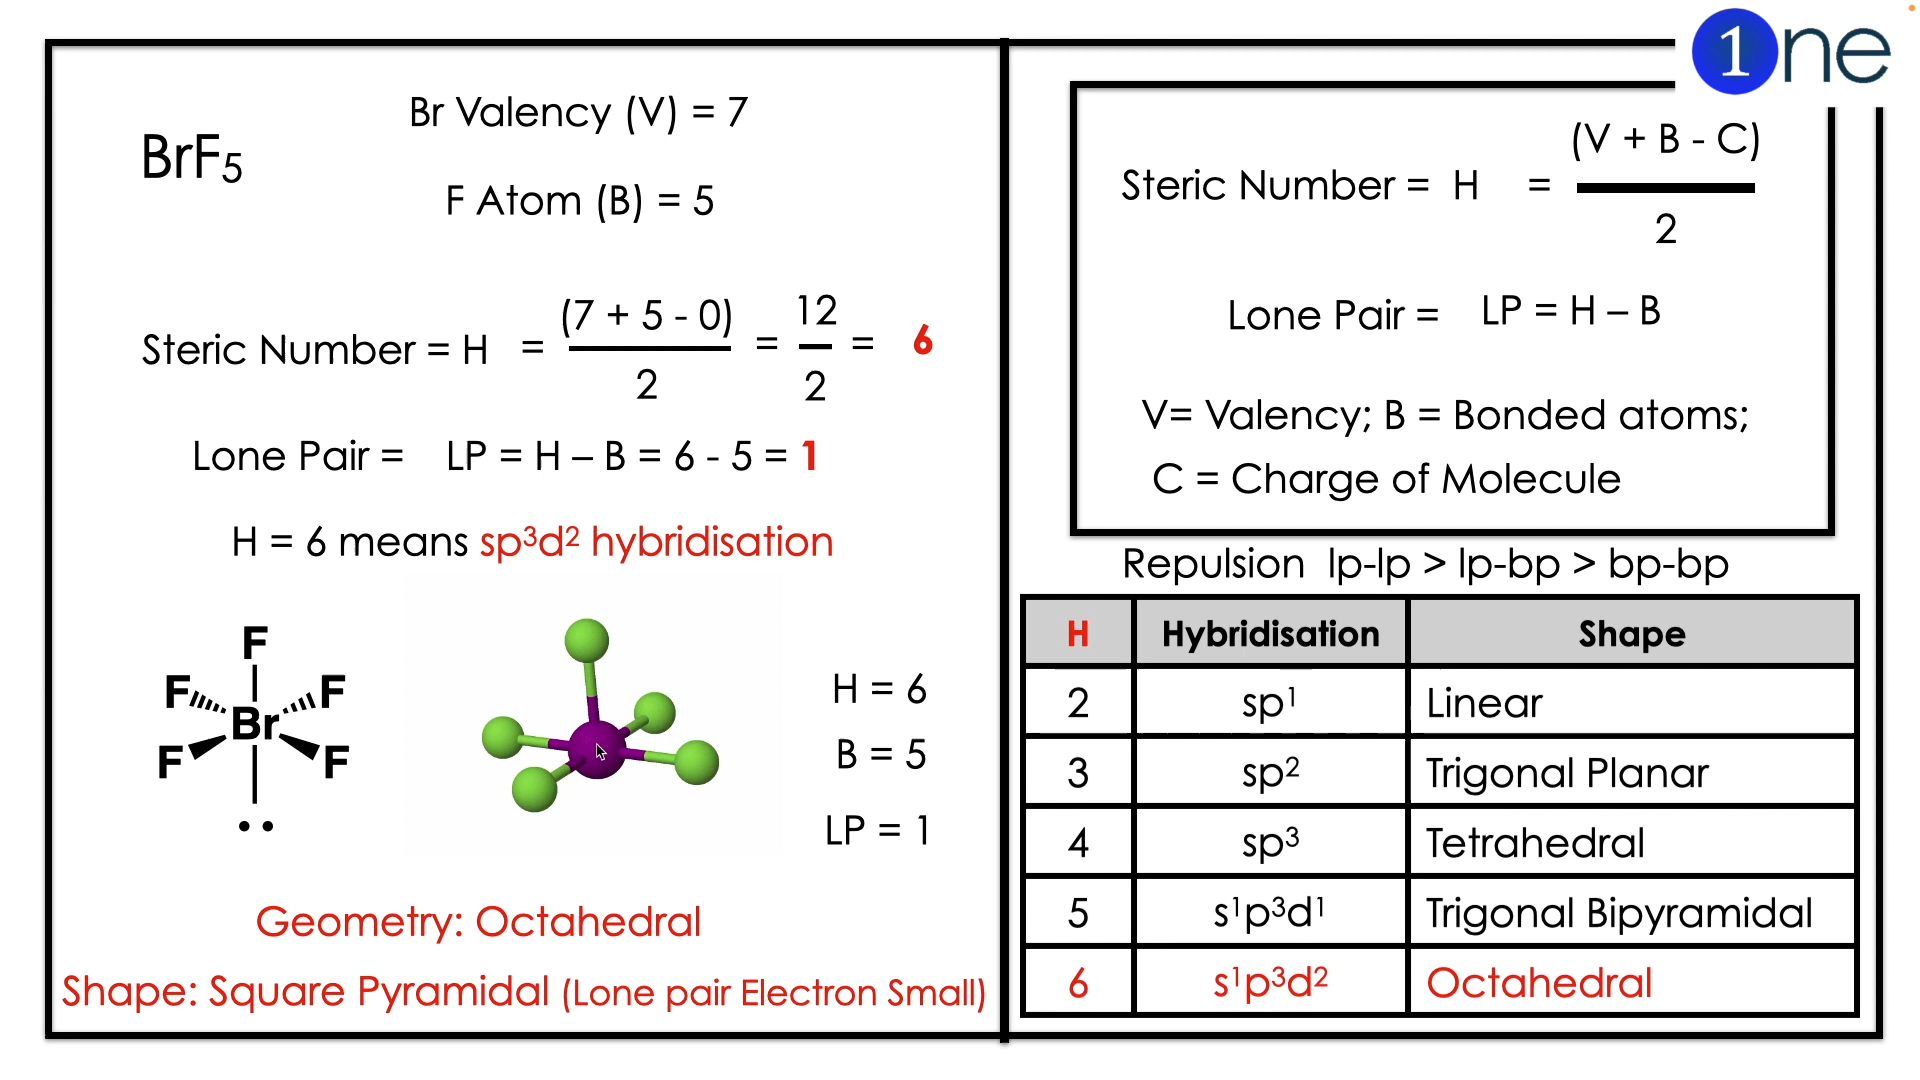 1ne
BrF₅
Br Valency (V) = 7
F Atom (B) = 5
Steric Number = H = (7 + 5 - 0) / 2 = 12 / 2 = 6
Lone Pair = LP = H – B = 6 - 5 = 1
H = 6 means sp³d² hybridisation
F
F F
Br
F F
H = 6
B = 5
LP = 1
Geometry: Octahedral
Shape: Square Pyramidal (Lone pair Electron Small)
Steric Number = H = (V + B - C) / 2
Lone Pair = LP = H – B
V= Valency; B = Bonded atoms;
C = Charge of Molecule
Repulsion lp-lp > lp-bp > bp-bp
H Hybridisation Shape
2 sp¹ Linear
3 sp² Trigonal Planar
4 sp³ Tetrahedral
5 s¹p³d¹ Trigonal Bipyramidal
6 s¹p³d² Octahedral